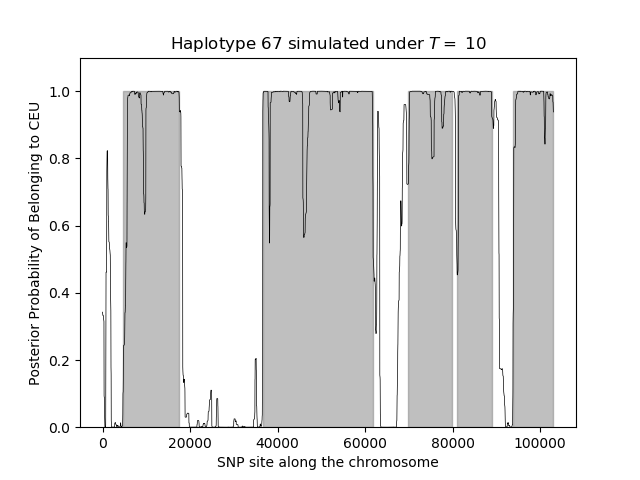 Haplotype 67 simulated under T = 10
Posterior Probability of Belonging to CEU
1.0
0.8
0.6
0.4
0.2
0.0
0 20000 40000 60000 80000 100000
SNP site along the chromosome